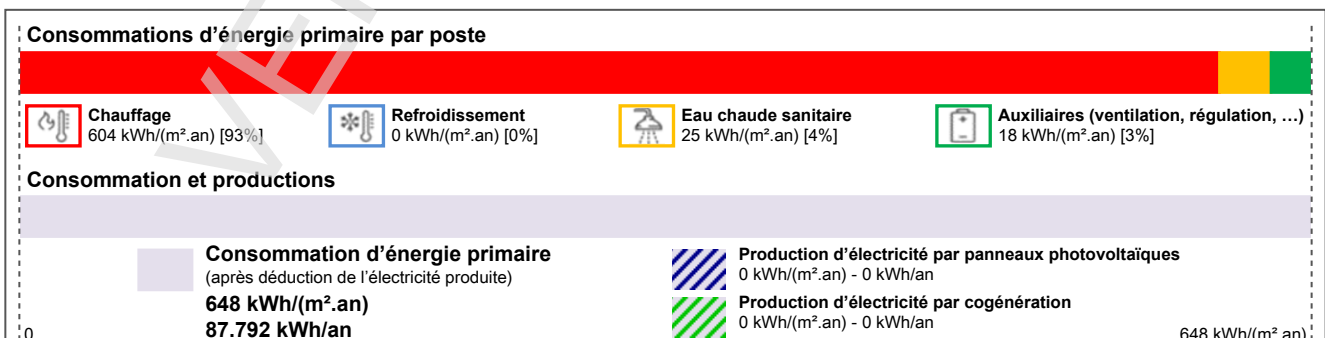 Consommations d'énergie primaire par poste
Chauffage
604 kWh/(m².an) [93%]
Refroidissement
0 kWh/(m².an) [0%]
Eau chaude sanitaire
25 kWh/(m².an) [4%]
Auxiliaires (ventilation, régulation, …)
18 kWh/(m².an) [3%]
Consommation et productions
Consommation d'énergie primaire
(après déduction de l'électricité produite)
648 kWh/(m².an)
87.792 kWh/an
Production d'électricité par panneaux photovoltaïques
0 kWh/(m².an) - 0 kWh/an
Production d'électricité par cogénération
0 kWh/(m².an) - 0 kWh/an
0
648 kWh/(m².an)